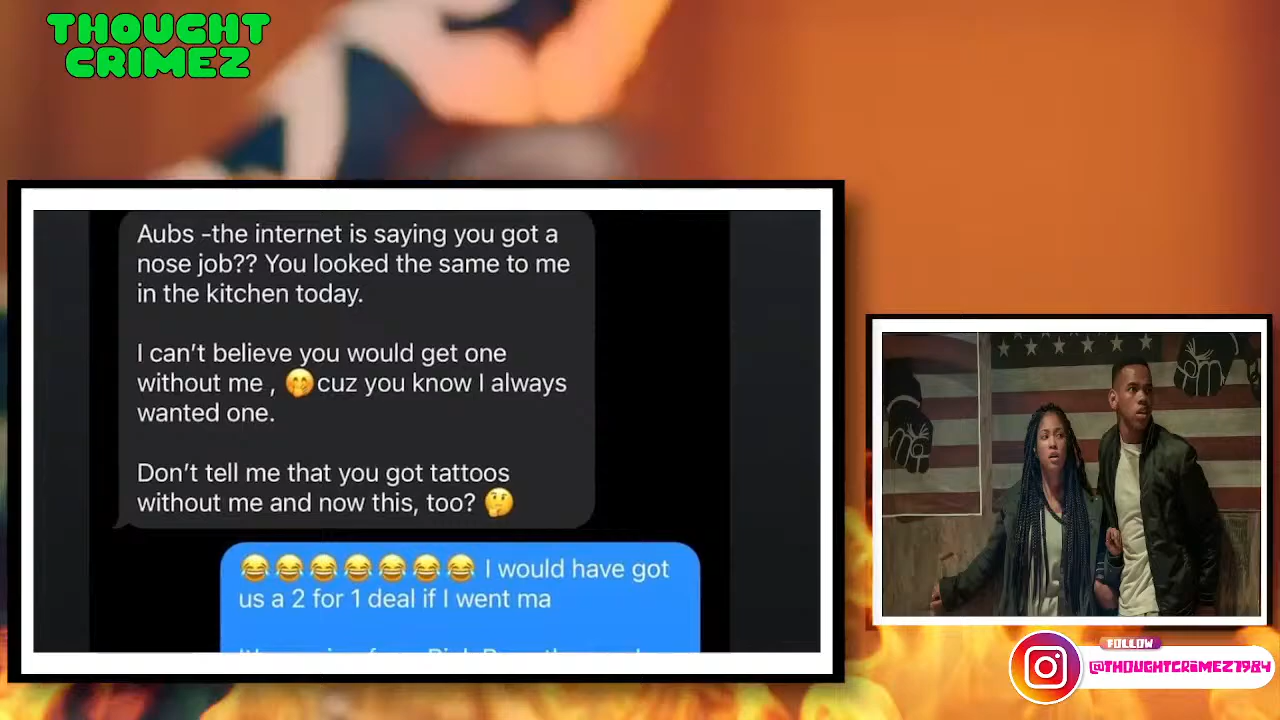 THOUGHT
CRIMEZ
Aubs -the internet is saying you got a
nose job?? You looked the same to me
in the kitchen today.
I can't believe you would get one
without me , 🤭cuz you know I always
wanted one.
Don't tell me that you got tattoos
without me and now this, too? 🤔
😂😂😂😂😂😂😂 I would have got
us a 2 for 1 deal if I went ma
FOLLOW
@THOUGHTCRIMEZ1984